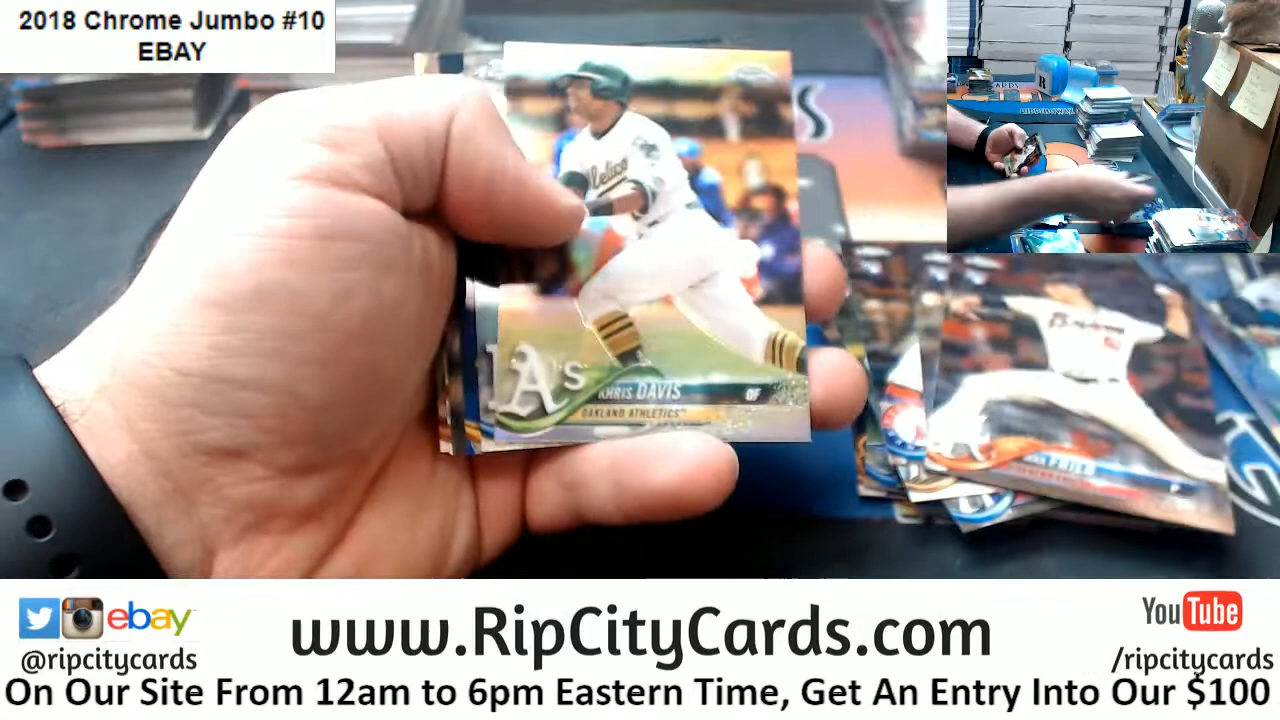 2018 Chrome Jumbo #10
EBAY
A's
KHRIS DAVIS OF
OAKLAND ATHLETICS
ebay
@ripcitycards
www.RipCityCards.com
YouTube
/ripcitycards
On Our Site From 12am to 6pm Eastern Time, Get An Entry Into Our $100